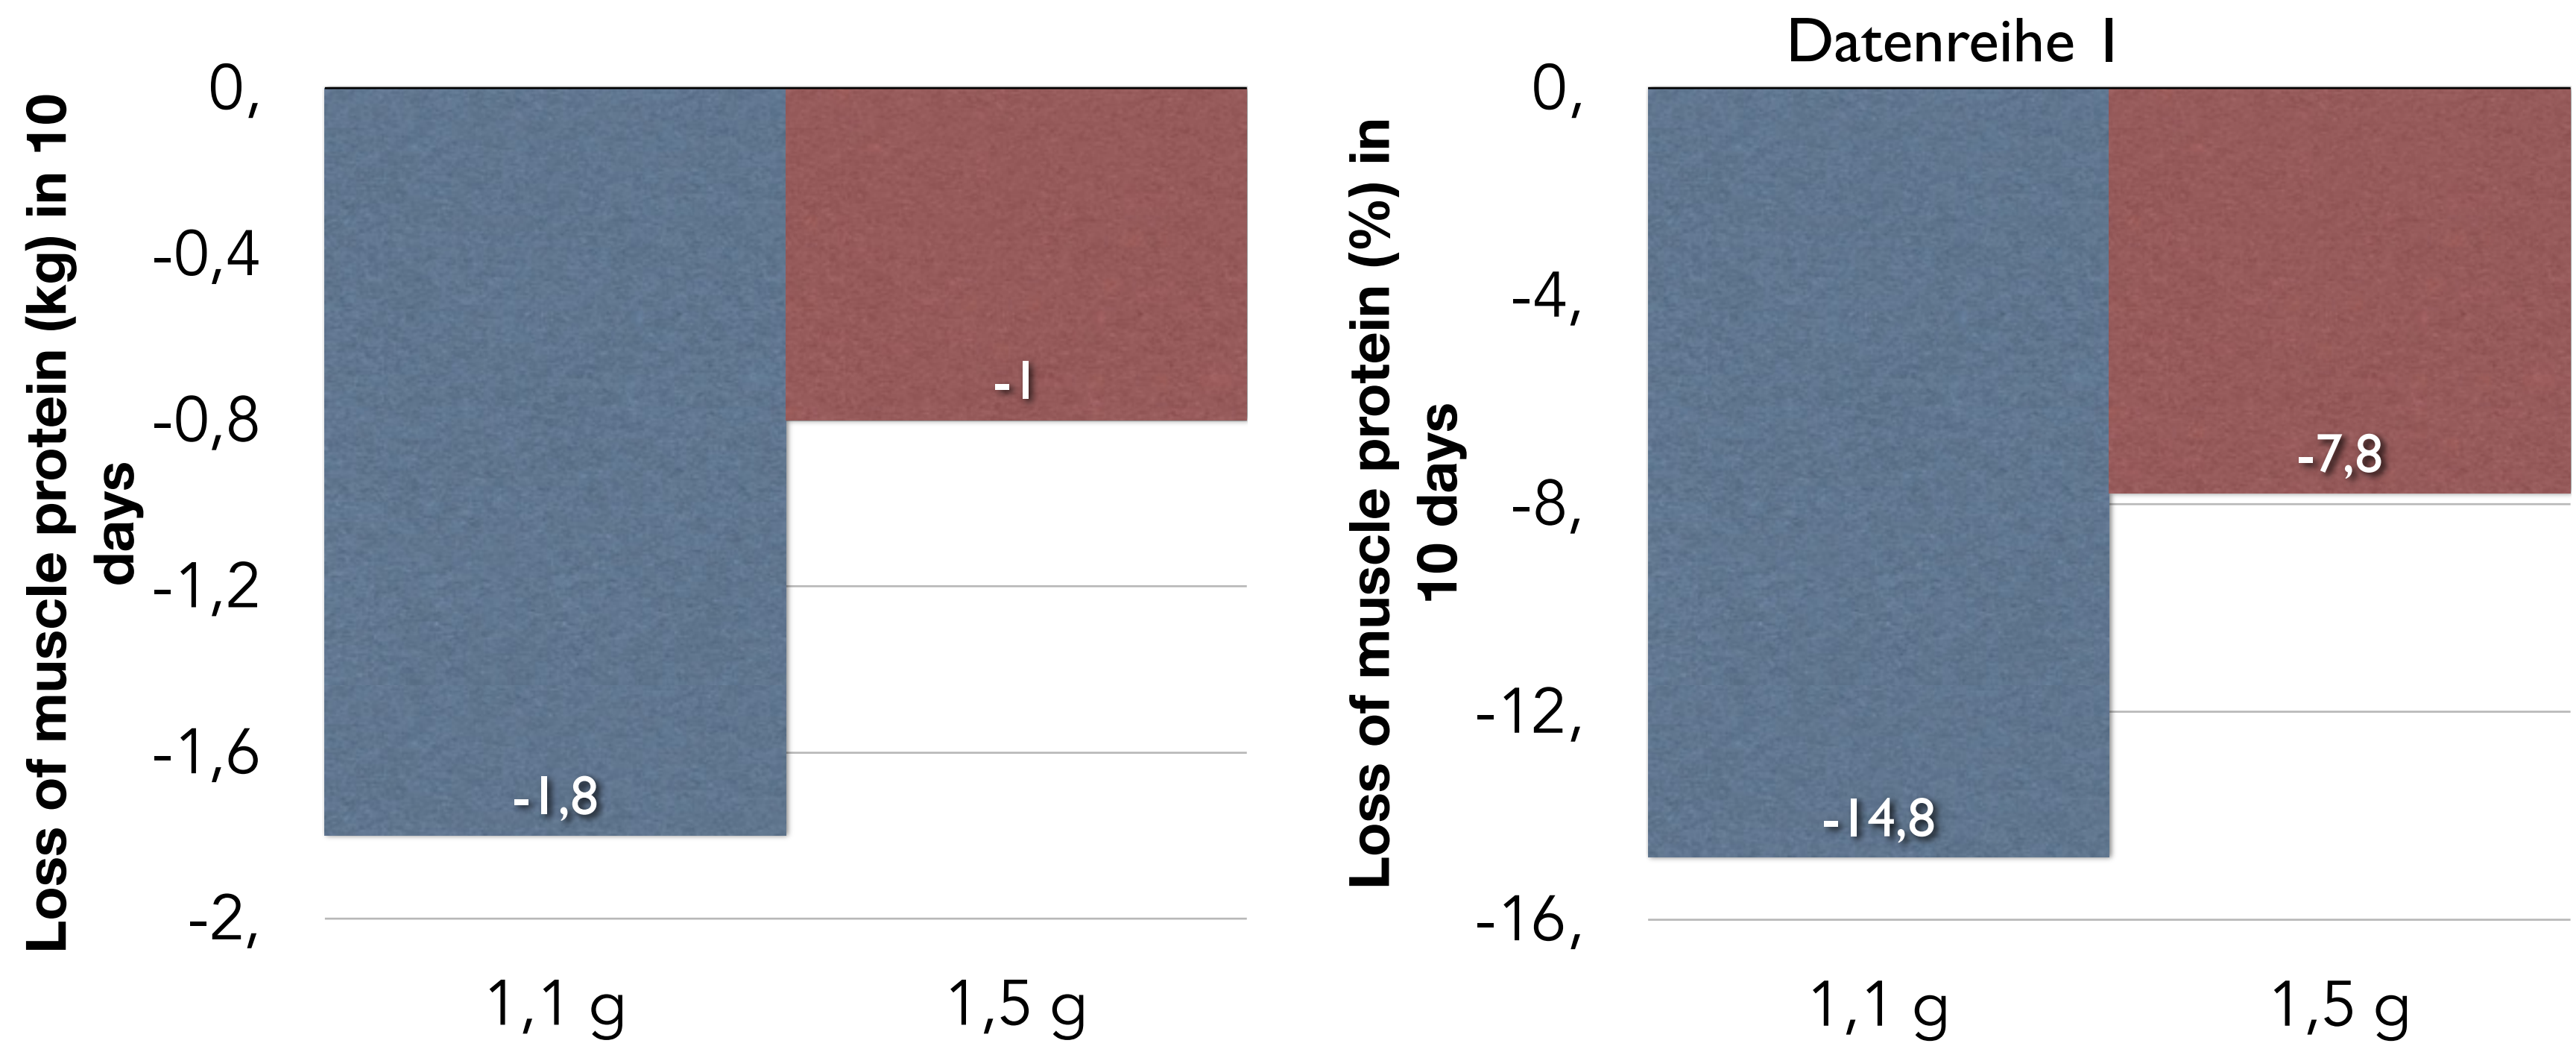 Loss of muscle protein (kg) in 10
days
0,
-0,4
-0,8
-1,2
-1,6
-2,
-1,8
-1
1,1 g
1,5 g
Datenreihe 1
Loss of muscle protein (%) in
10 days
0,
-4,
-8,
-12,
-16,
-14,8
-7,8
1,1 g
1,5 g